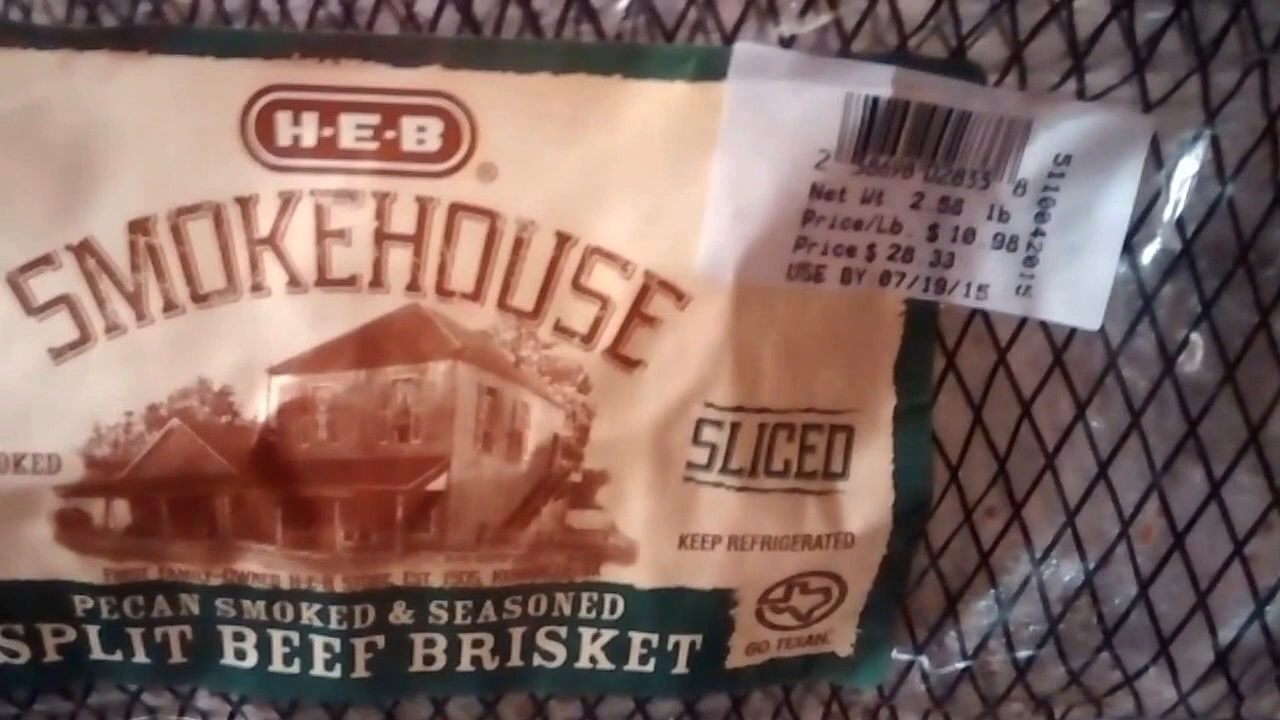 H-E-B
SMOKEHOUSE
SLICED
KEEP REFRIGERATED
PECAN SMOKED & SEASONED
SPLIT BEEF BRISKET
GO TEXAN
Net Wt 2.58 lb
Price/Lb $ 10.98
Price $ 28.33
USE BY 07/19/15